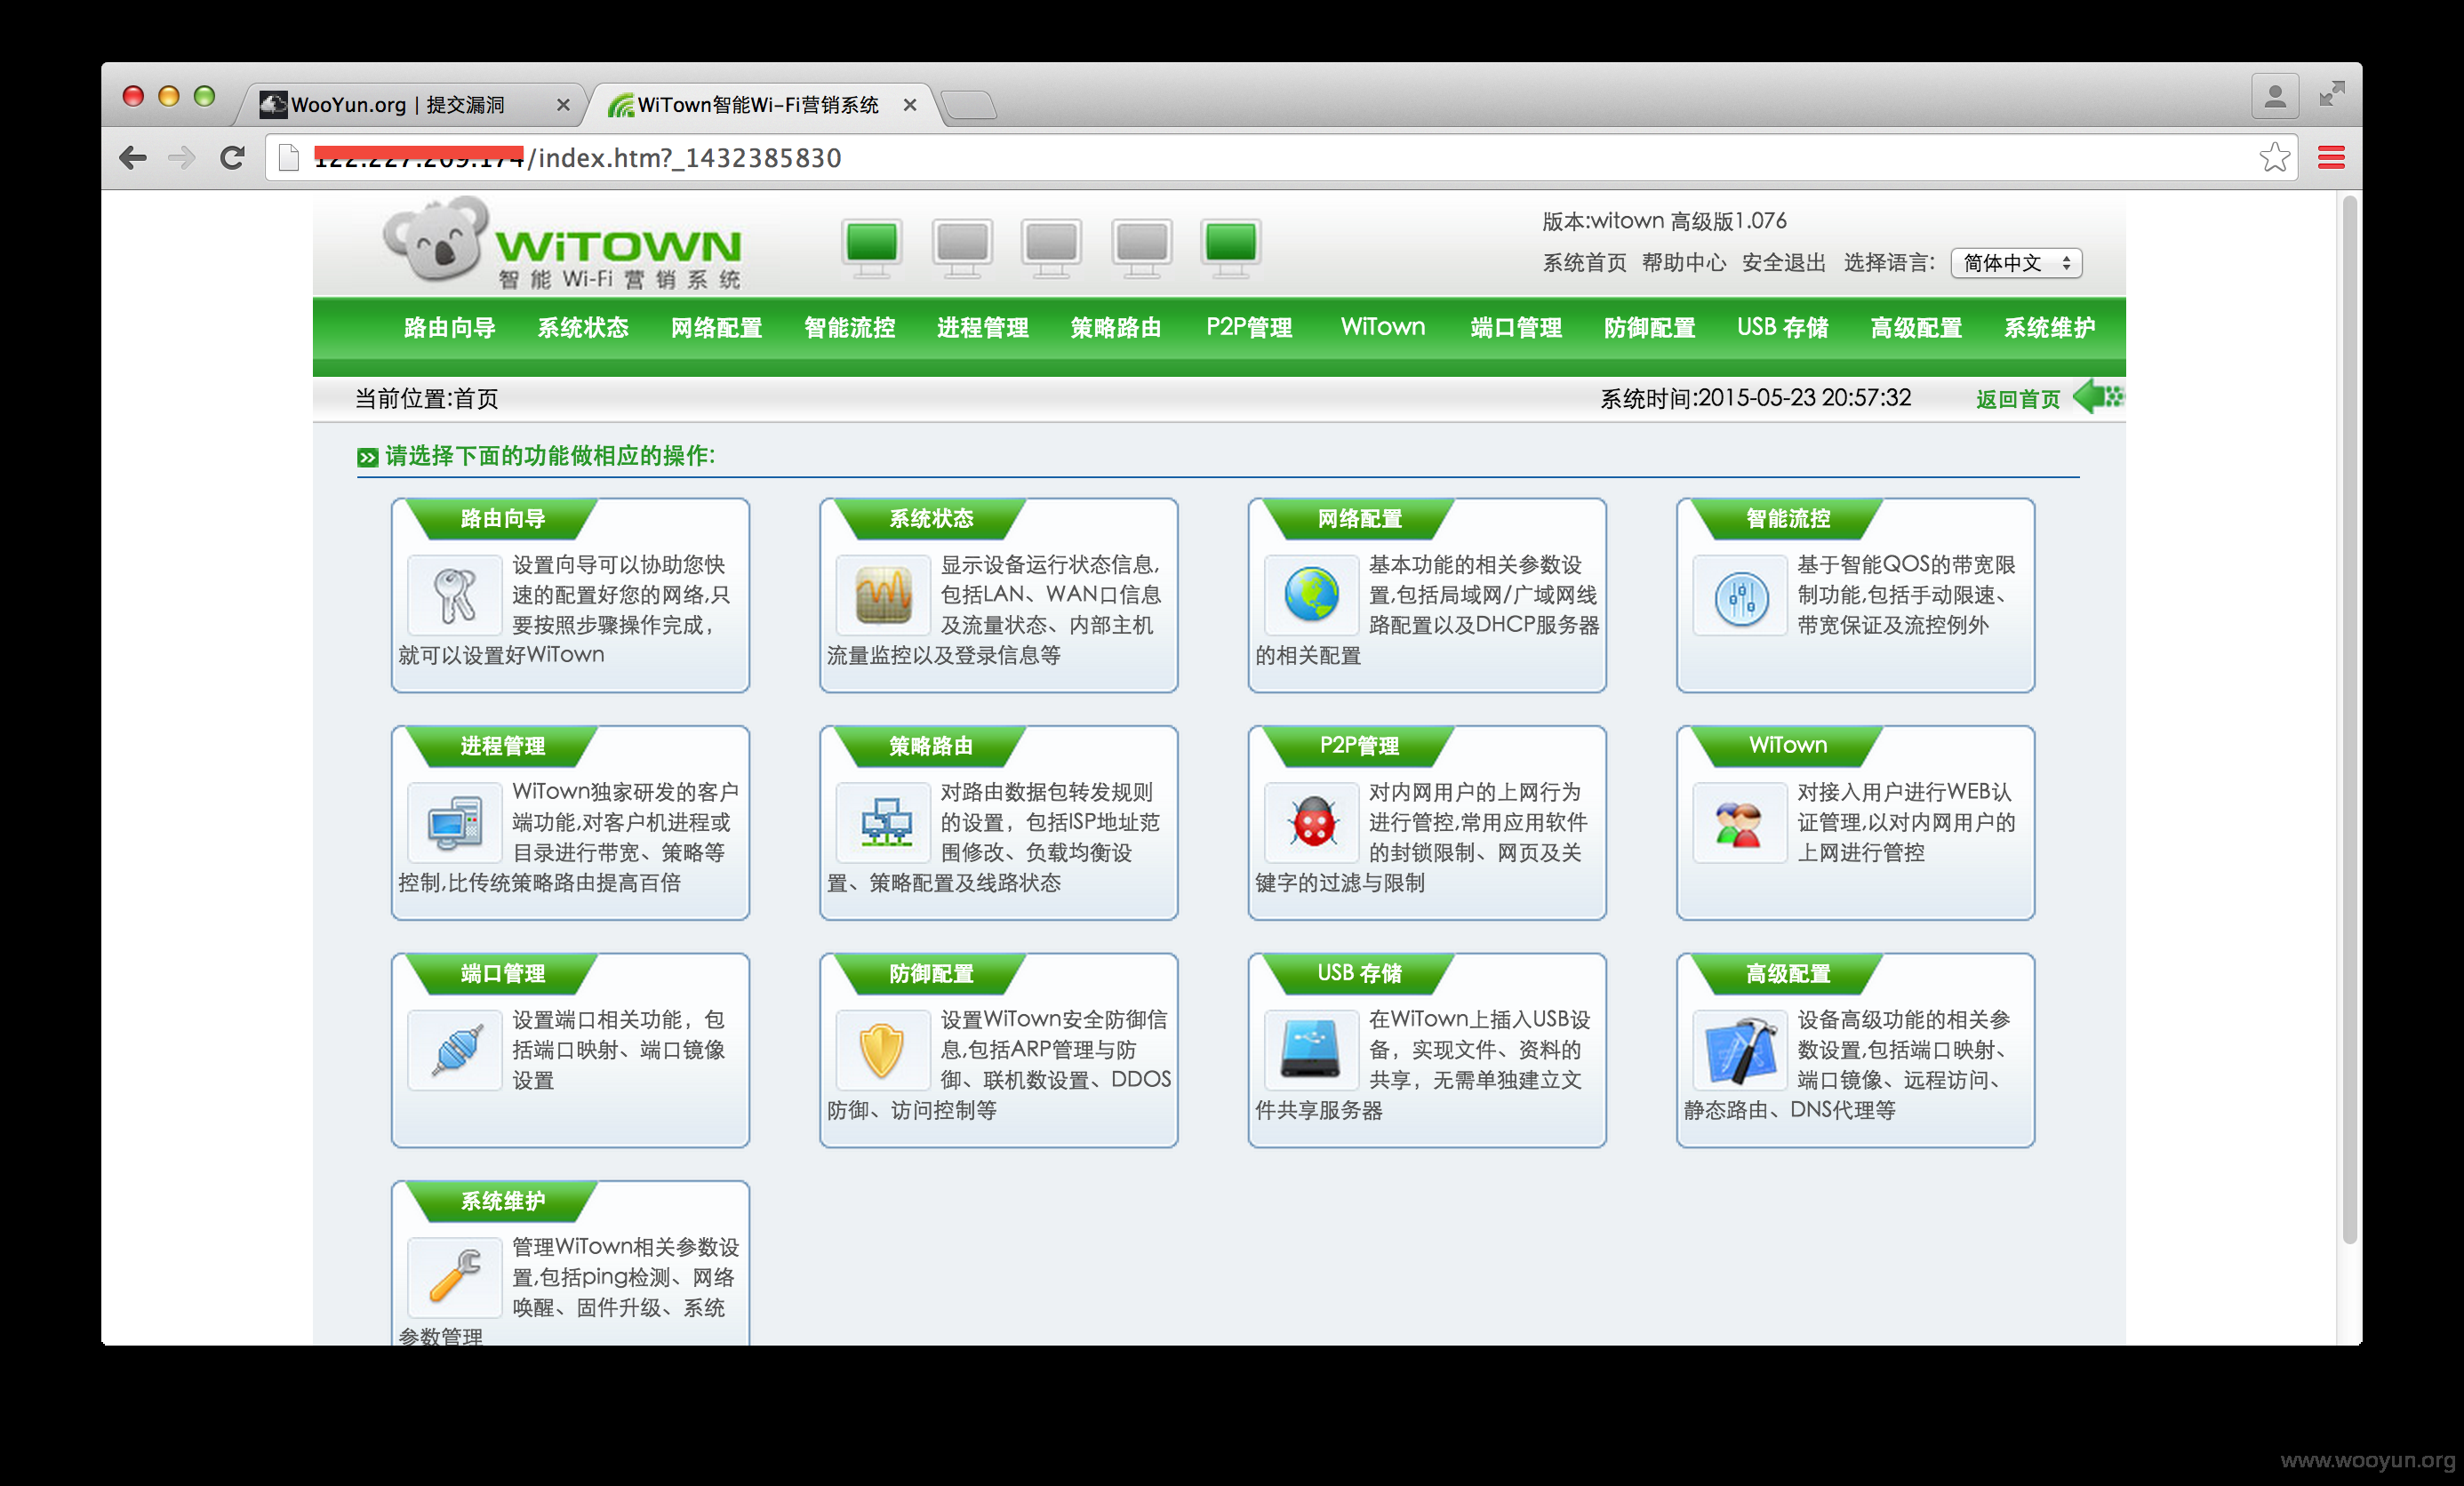 WooYun.org | 提交漏洞
WiTown智能Wi-Fi营销系统
/index.htm?_1432385830
WiTOWN
智能 Wi-Fi 营销系统
版本:witown 高级版1.076
系统首页 帮助中心 安全退出 选择语言: 简体中文
路由向导 系统状态 网络配置 智能流控 进程管理 策略路由 P2P管理 WiTown 端口管理 防御配置 USB 存储 高级配置 系统维护
当前位置:首页 系统时间:2015-05-23 20:57:32 返回首页
请选择下面的功能做相应的操作:
路由向导
设置向导可以协助您快
速的配置好您的网络,只
要按照步骤操作完成，
就可以设置好WiTown
系统状态
显示设备运行状态信息,
包括LAN、WAN口信息
及流量状态、内部主机
流量监控以及登录信息等
网络配置
基本功能的相关参数设
置,包括局域网/广域网线
路配置以及DHCP服务器
的相关配置
智能流控
基于智能QOS的带宽限
制功能,包括手动限速、
带宽保证及流控例外
进程管理
WiTown独家研发的客户
端功能,对客户机进程或
目录进行带宽、策略等
控制,比传统策略路由提高百倍
策略路由
对路由数据包转发规则
的设置，包括ISP地址范
围修改、负载均衡设
置、策略配置及线路状态
P2P管理
对内网用户的上网行为
进行管控,常用应用软件
的封锁限制、网页及关
键字的过滤与限制
WiTown
对接入用户进行WEB认
证管理,以对内网用户的
上网进行管控
端口管理
设置端口相关功能，包
括端口映射、端口镜像
设置
防御配置
设置WiTown安全防御信
息,包括ARP管理与防
御、联机数设置、DDOS
防御、访问控制等
USB 存储
在WiTown上插入USB设
备，实现文件、资料的
共享，无需单独建立文
件共享服务器
高级配置
设备高级功能的相关参
数设置,包括端口映射、
端口镜像、远程访问、
静态路由、DNS代理等
系统维护
管理WiTown相关参数设
置,包括ping检测、网络
唤醒、固件升级、系统
参数管理
www.wooyun.org